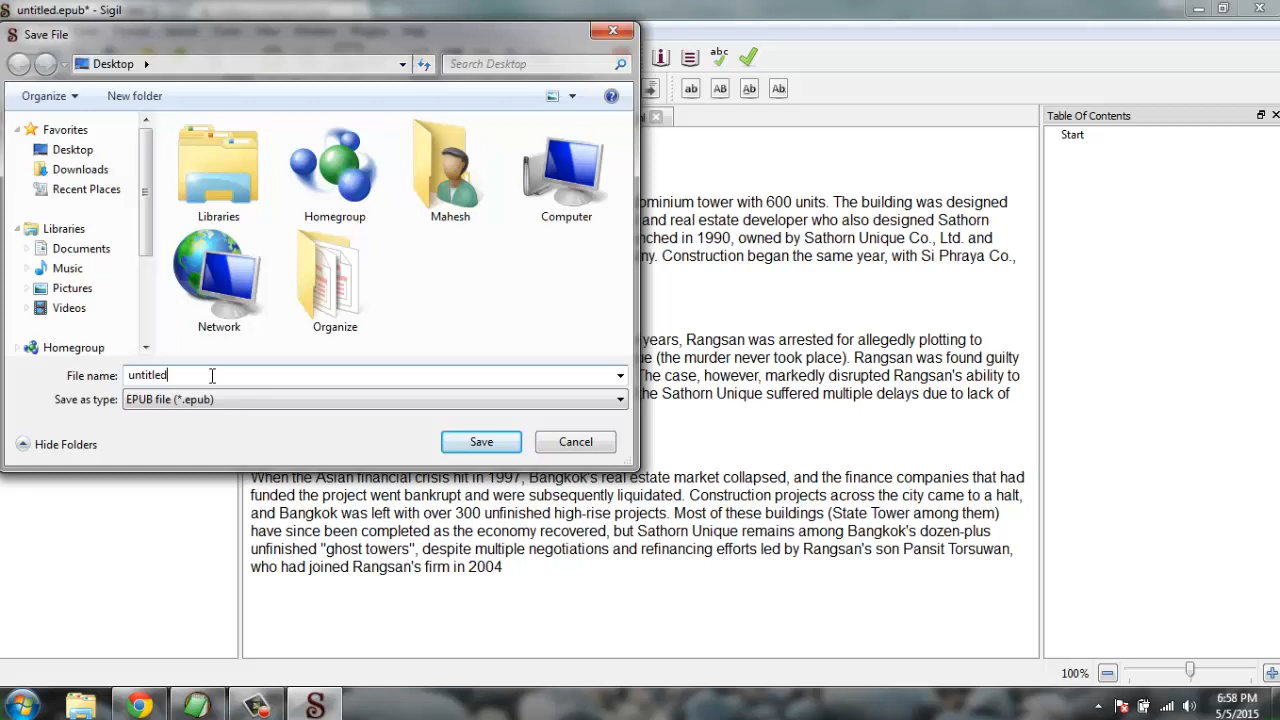 untitled.epub* - Sigil
Save File
Desktop
Search Desktop
Organize
New folder
Favorites
Desktop
Downloads
Recent Places
Libraries
Documents
Music
Pictures
Videos
Homegroup
Libraries
Homegroup
Mahesh
Computer
Network
Organize
File name: untitled
Save as type: EPUB file (*.epub)
Hide Folders
Save
Cancel
abc
ab
AB
Ab
Ab
Table Of Contents
Start
ominium tower with 600 units. The building was designed
and real estate developer who also designed Sathorn
nched in 1990, owned by Sathorn Unique Co., Ltd. and
ny. Construction began the same year, with Si Phraya Co.,
years, Rangsan was arrested for allegedly plotting to
e (the murder never took place). Rangsan was found guilty
The case, however, markedly disrupted Rangsan's ability to
the Sathorn Unique suffered multiple delays due to lack of
When the Asian financial crisis hit in 1997, Bangkok's real estate market collapsed, and the finance companies that had
funded the project went bankrupt and were subsequently liquidated. Construction projects across the city came to a halt,
and Bangkok was left with over 300 unfinished high-rise projects. Most of these buildings (State Tower among them)
have since been completed as the economy recovered, but Sathorn Unique remains among Bangkok's dozen-plus
unfinished "ghost towers", despite multiple negotiations and refinancing efforts led by Rangsan's son Pansit Torsuwan,
who had joined Rangsan's firm in 2004
100%
6:58 PM
5/5/2015